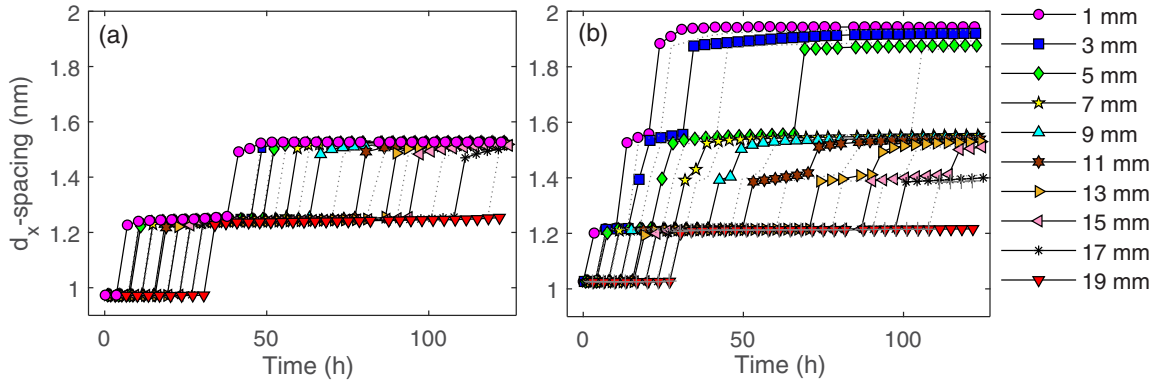 (a)
(b)
2
1.8
1.6
1.4
1.2
1
dx-spacing (nm)
0
50
100
Time (h)
2
1.8
1.6
1.4
1.2
1
0
50
100
Time (h)
1 mm
3 mm
5 mm
7 mm
9 mm
11 mm
13 mm
15 mm
17 mm
19 mm